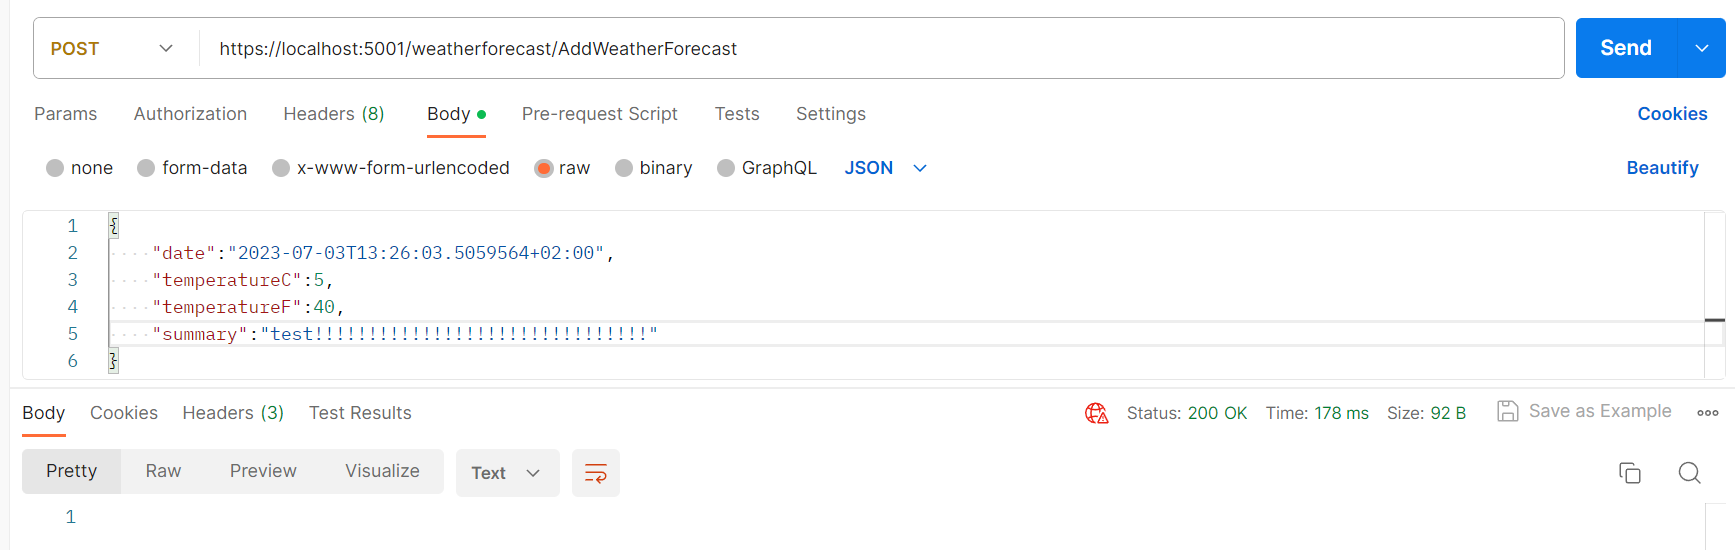 POST https://localhost:5001/weatherforecast/AddWeatherForecast Send
Params Authorization Headers (8) Body Pre-request Script Tests Settings Cookies
none form-data x-www-form-urlencoded raw binary GraphQL JSON Beautify
1 {
2 "date":"2023-07-03T13:26:03.5059564+02:00",
3 "temperatureC":5,
4 "temperatureF":40,
5 "summary":"test!!!!!!!!!!!!!!!!!!!!!!!!!!!!!!!"
6 }
Body Cookies Headers (3) Test Results Status: 200 OK Time: 178 ms Size: 92 B Save as Example
Pretty Raw Preview Visualize Text
1